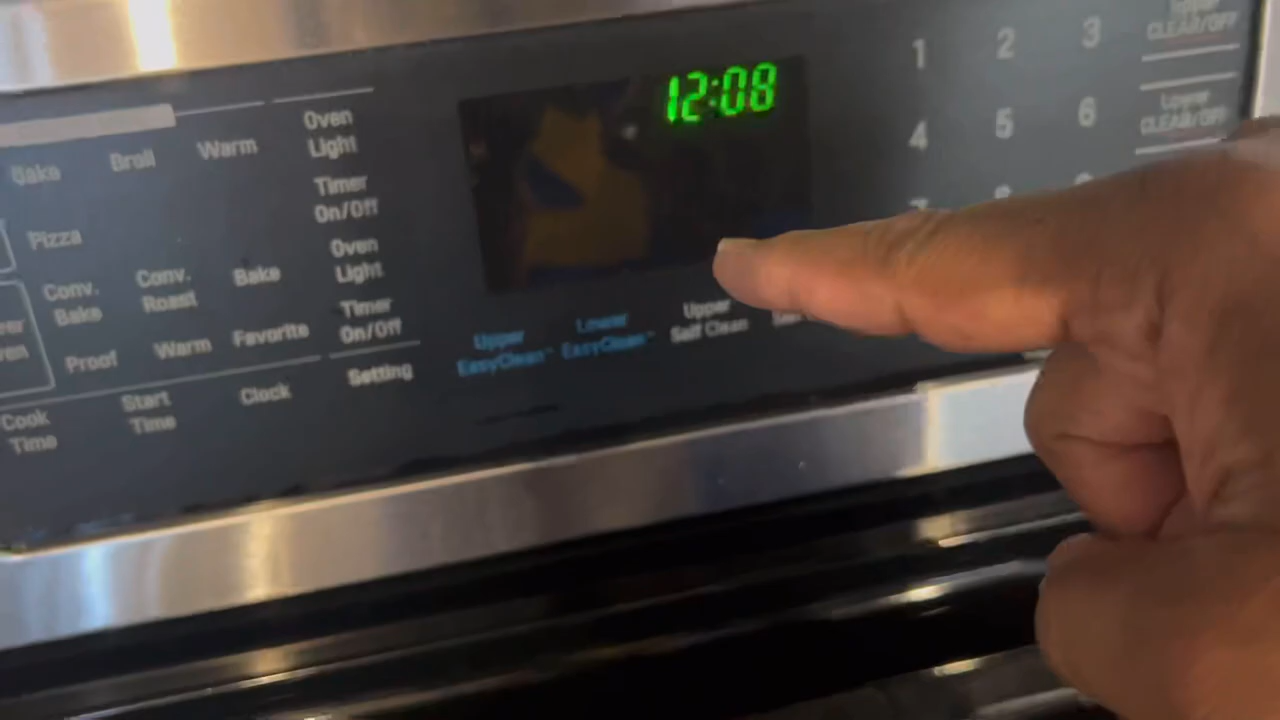 12:08
1 2 3
Upper
CLEAR/OFF
4 5 6
Lower
CLEAR/OFF
Bake Broil Warm
Oven
Light
Timer
On/Off
Pizza
Conv.
Bake
Conv.
Roast
Bake
Oven
Light
Proof Warm Favorite
Timer
On/Off
Cook
Time
Start
Time
Clock
Setting
Upper
EasyClean™
Lower
EasyClean™
Upper
Self Clean